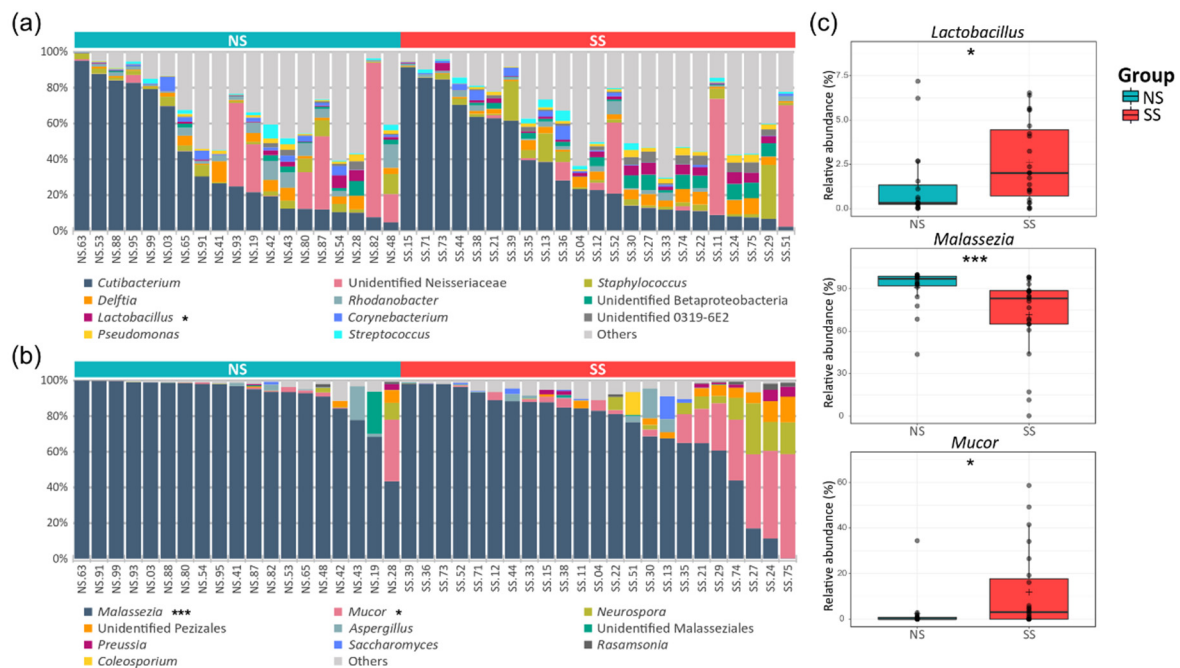 (a)
NS SS
100%
80%
60%
40%
20%
0%
NS.63 NS.53 NS.88 NS.95 NS.99 NS.03 NS.65 NS.91 NS.41 NS.93 NS.19 NS.42 NS.43 NS.80 NS.87 NS.54 NS.28 NS.82 NS.48 SS.15 SS.71 SS.73 SS.44 SS.38 SS.21 SS.39 SS.35 SS.13 SS.36 SS.04 SS.12 SS.52 SS.30 SS.27 SS.33 SS.74 SS.22 SS.11 SS.24 SS.75 SS.29 SS.51
Cutibacterium Unidentified Neisseriaceae Staphylococcus
Delftia Rhodanobacter Unidentified Betaproteobacteria
Lactobacillus * Corynebacterium Unidentified 0319-6E2
Pseudomonas Streptococcus Others
(b)
NS SS
100%
80%
60%
40%
20%
0%
NS.63 NS.91 NS.99 NS.93 NS.03 NS.88 NS.80 NS.54 NS.95 NS.41 NS.87 NS.82 NS.53 NS.65 NS.48 NS.42 NS.43 NS.19 NS.28 SS.39 SS.36 SS.73 SS.52 SS.71 SS.12 SS.44 SS.33 SS.15 SS.38 SS.11 SS.04 SS.22 SS.51 SS.30 SS.13 SS.35 SS.21 SS.29 SS.74 SS.27 SS.24 SS.75
Malassezia *** Mucor * Neurospora
Unidentified Pezizales Aspergillus Unidentified Malasseziales
Preussia Saccharomyces Rasamsonia
Coleosporium Others
(c)
Lactobacillus
*
Relative abundance (%)
7.5
5.0
2.5
0.0
NS SS
Group
NS
SS
Malassezia
***
Relative abundance (%)
90
60
30
0
NS SS
Mucor
*
Relative abundance (%)
60
40
20
0
NS SS